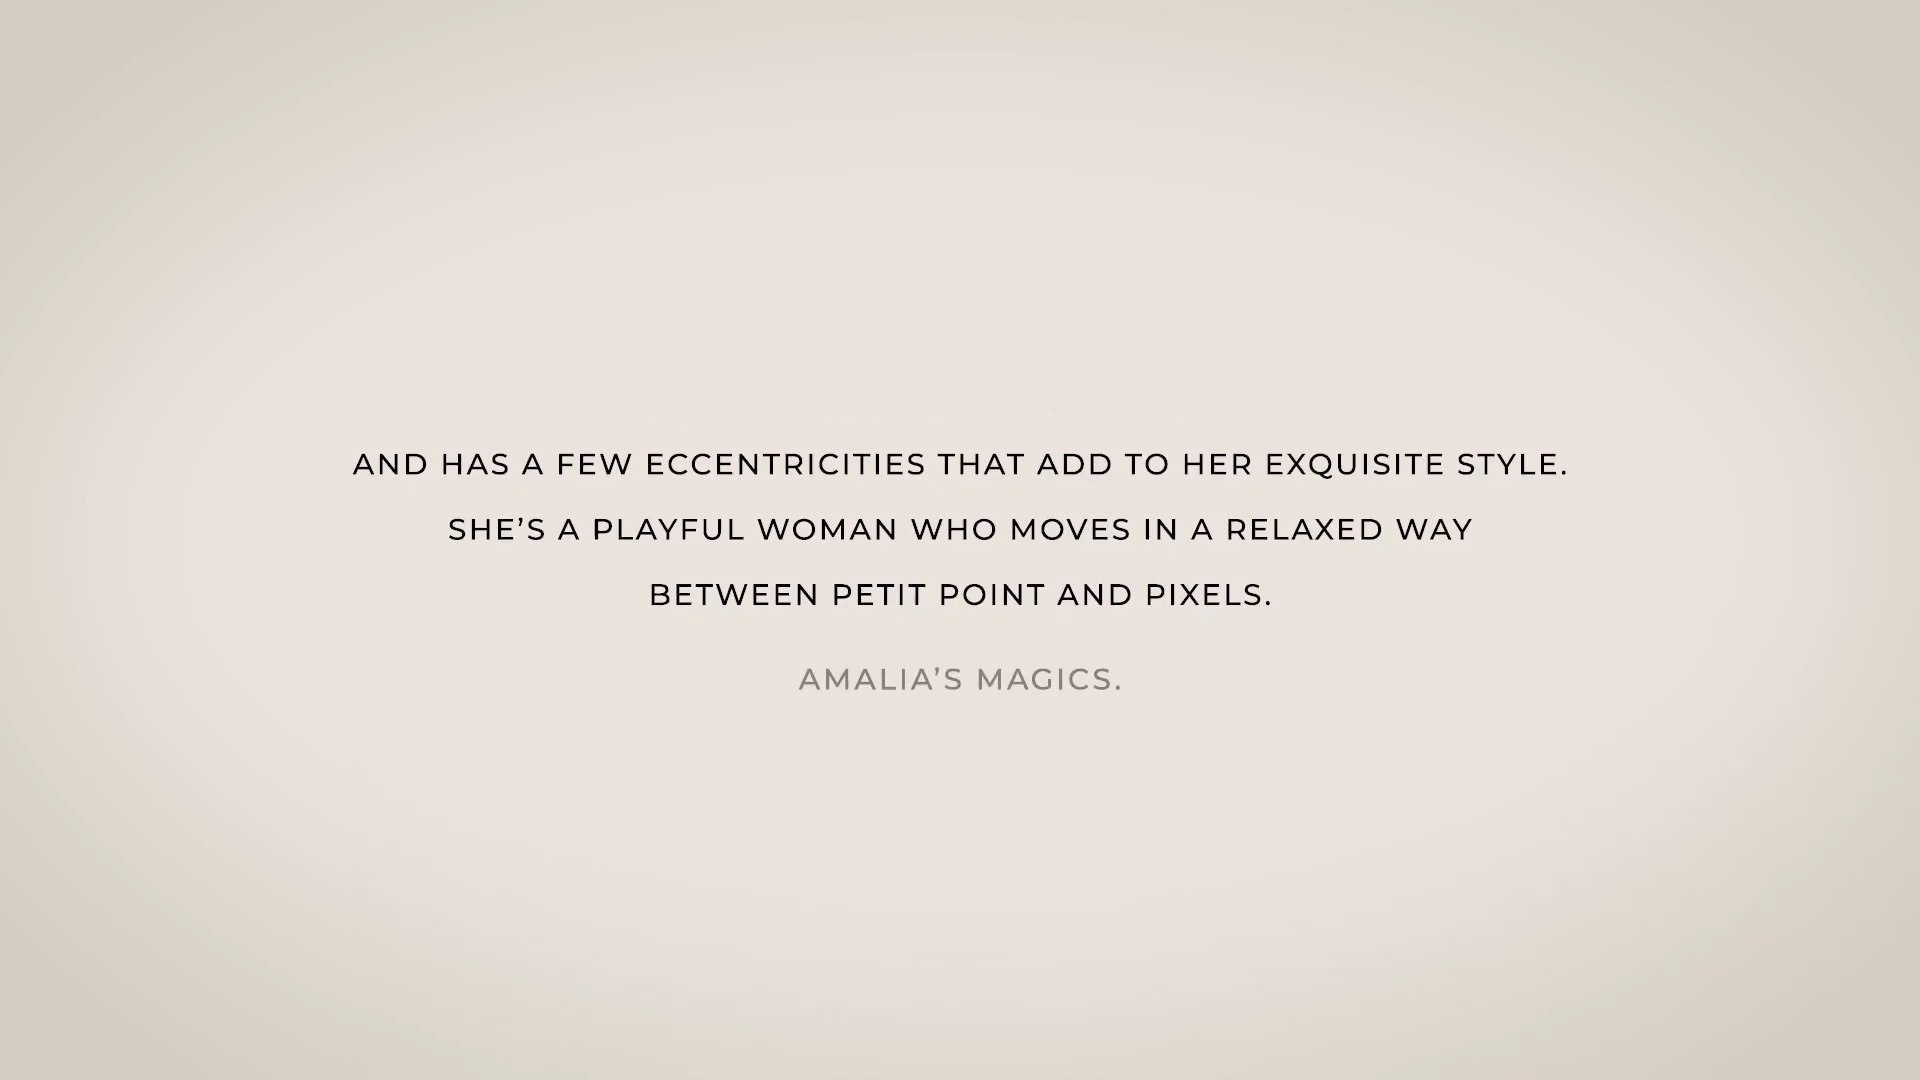 AND HAS A FEW ECCENTRICITIES THAT ADD TO HER EXQUISITE STYLE.
SHE’S A PLAYFUL WOMAN WHO MOVES IN A RELAXED WAY
BETWEEN PETIT POINT AND PIXELS.
AMALIA’S MAGICS.